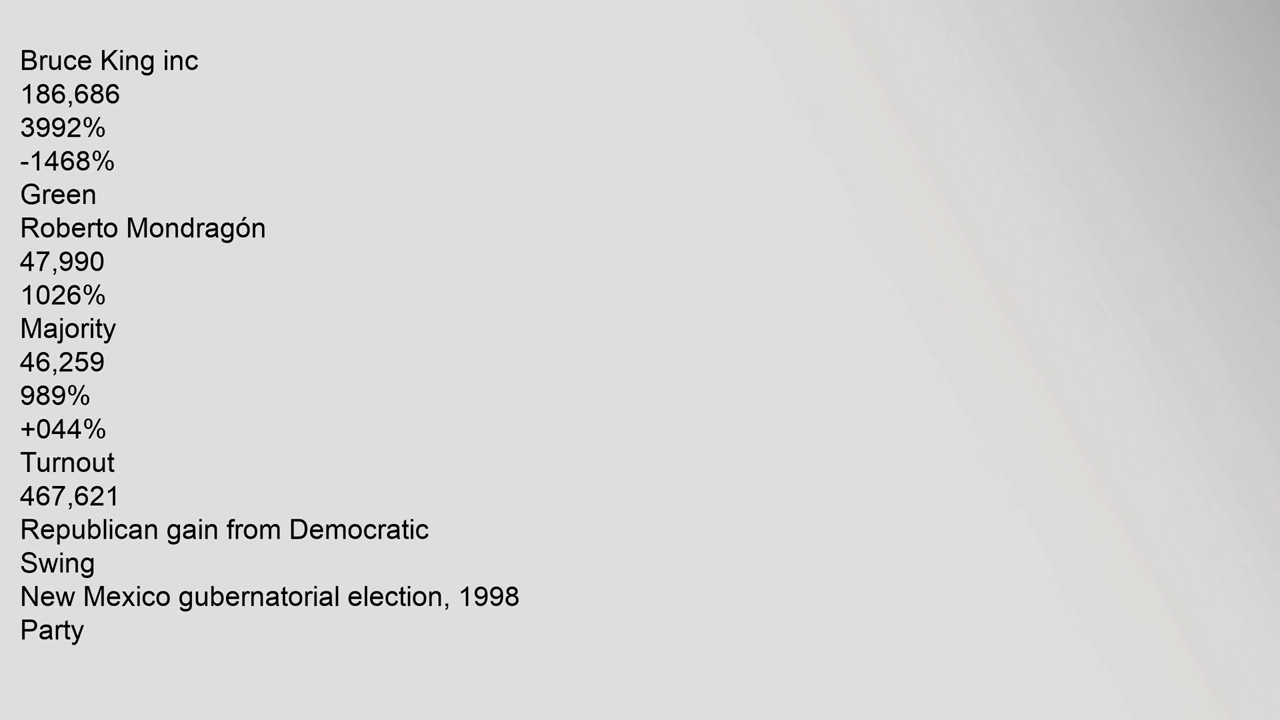 Bruce King inc
186,686
3992%
-1468%
Green
Roberto Mondragón
47,990
1026%
Majority
46,259
989%
+044%
Turnout
467,621
Republican gain from Democratic
Swing
New Mexico gubernatorial election, 1998
Party